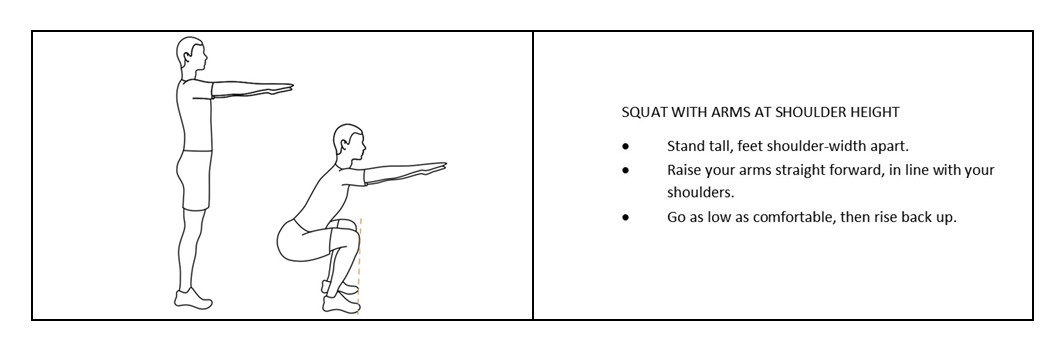 SQUAT WITH ARMS AT SHOULDER HEIGHT
• Stand tall, feet shoulder-width apart.
• Raise your arms straight forward, in line with your
shoulders.
• Go as low as comfortable, then rise back up.